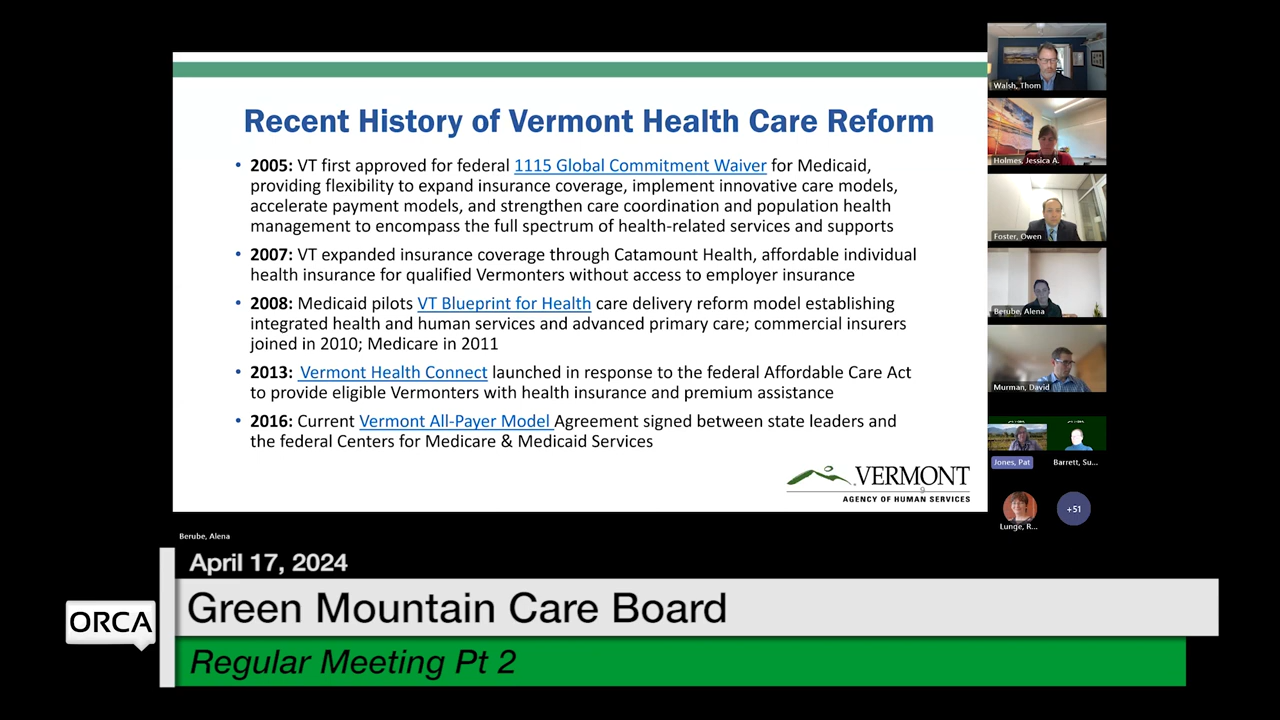 Recent History of Vermont Health Care Reform
• 2005: VT first approved for federal 1115 Global Commitment Waiver for Medicaid,
providing flexibility to expand insurance coverage, implement innovative care models,
accelerate payment models, and strengthen care coordination and population health
management to encompass the full spectrum of health-related services and supports
• 2007: VT expanded insurance coverage through Catamount Health, affordable individual
health insurance for qualified Vermonters without access to employer insurance
• 2008: Medicaid pilots VT Blueprint for Health care delivery reform model establishing
integrated health and human services and advanced primary care; commercial insurers
joined in 2010; Medicare in 2011
• 2013: Vermont Health Connect launched in response to the federal Affordable Care Act
to provide eligible Vermonters with health insurance and premium assistance
• 2016: Current Vermont All-Payer Model Agreement signed between state leaders and
the federal Centers for Medicare & Medicaid Services
VERMONT
9
AGENCY OF HUMAN SERVICES
Walsh, Thom
Holmes, Jessica A.
Foster, Owen
Berube, Alena
Murman, David
Jones, Pat
Barrett, Su...
Lunge, R...
+51
Berube, Alena
April 17, 2024
ORCA
Green Mountain Care Board
Regular Meeting Pt 2